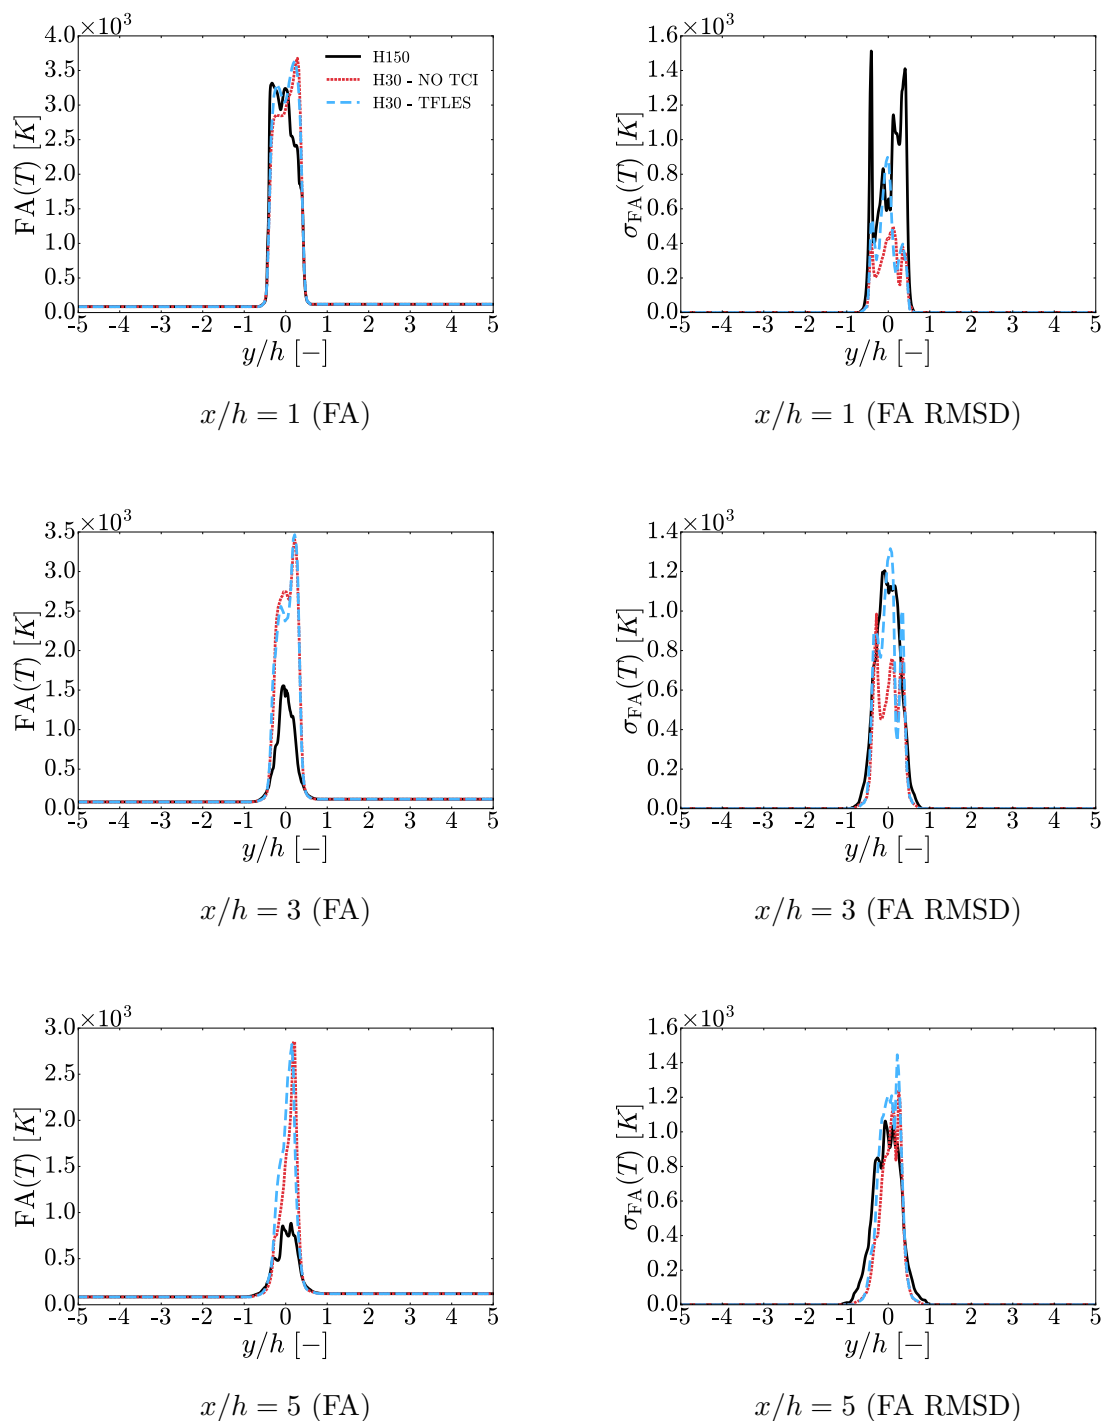 ×10³
4.0
3.5
3.0
2.5
2.0
1.5
1.0
0.5
0.0
FA(T) [K]
H150
H30 - NO TCI
H30 - TFLES
-5 -4 -3 -2 -1 0 1 2 3 4 5
y/h [−]
x/h = 1 (FA)
×10³
1.6
1.4
1.2
1.0
0.8
0.6
0.4
0.2
0.0
σFA(T) [K]
-5 -4 -3 -2 -1 0 1 2 3 4 5
y/h [−]
x/h = 1 (FA RMSD)
×10³
3.5
3.0
2.5
2.0
1.5
1.0
0.5
0.0
FA(T) [K]
-5 -4 -3 -2 -1 0 1 2 3 4 5
y/h [−]
x/h = 3 (FA)
×10³
1.4
1.2
1.0
0.8
0.6
0.4
0.2
0.0
σFA(T) [K]
-5 -4 -3 -2 -1 0 1 2 3 4 5
y/h [−]
x/h = 3 (FA RMSD)
×10³
3.0
2.5
2.0
1.5
1.0
0.5
0.0
FA(T) [K]
-5 -4 -3 -2 -1 0 1 2 3 4 5
y/h [−]
x/h = 5 (FA)
×10³
1.6
1.4
1.2
1.0
0.8
0.6
0.4
0.2
0.0
σFA(T) [K]
-5 -4 -3 -2 -1 0 1 2 3 4 5
y/h [−]
x/h = 5 (FA RMSD)